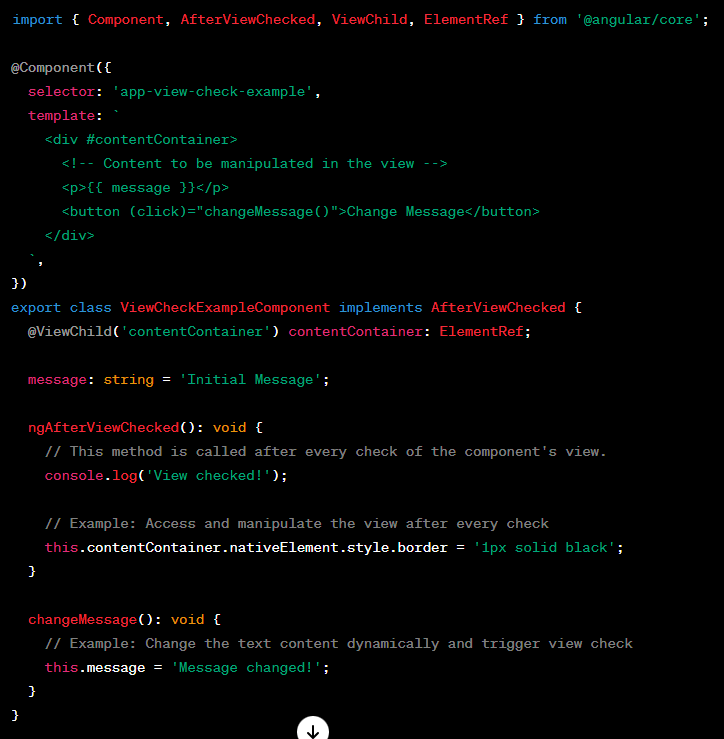 import { Component, AfterViewChecked, ViewChild, ElementRef } from '@angular/core';

@Component({
  selector: 'app-view-check-example',
  template: `
    <div #contentContainer>
      <!-- Content to be manipulated in the view -->
      <p>{{ message }}</p>
      <button (click)="changeMessage()">Change Message</button>
    </div>
  `,
})
export class ViewCheckExampleComponent implements AfterViewChecked {
  @ViewChild('contentContainer') contentContainer: ElementRef;

  message: string = 'Initial Message';

  ngAfterViewChecked(): void {
    // This method is called after every check of the component's view.
    console.log('View checked!');

    // Example: Access and manipulate the view after every check
    this.contentContainer.nativeElement.style.border = '1px solid black';
  }

  changeMessage(): void {
    // Example: Change the text content dynamically and trigger view check
    this.message = 'Message changed!';
  }
}